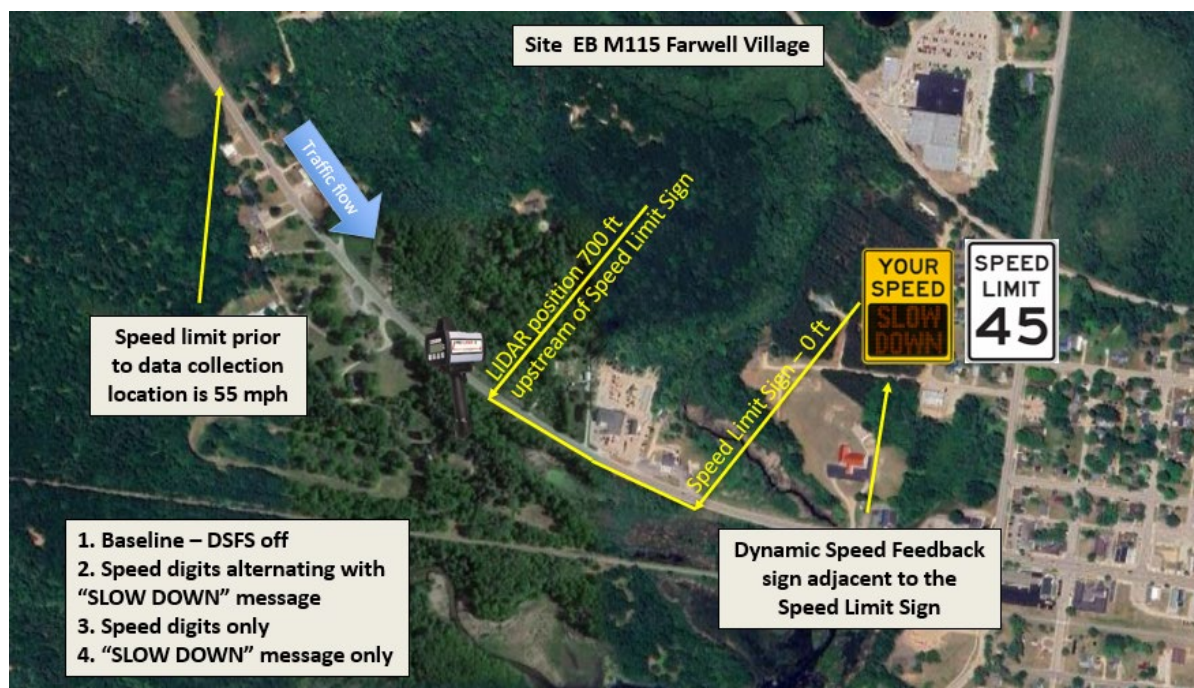 Site EB M115 Farwell Village
Traffic flow
LIDAR position 700 ft
upstream of Speed Limit Sign
YOUR
SPEED
SLOW
DOWN
SPEED
LIMIT
45
Speed Limit Sign – 0 ft
Speed limit prior
to data collection
location is 55 mph
1. Baseline – DSFS off
2. Speed digits alternating with
“SLOW DOWN” message
3. Speed digits only
4. “SLOW DOWN” message only
Dynamic Speed Feedback
sign adjacent to the
Speed Limit Sign